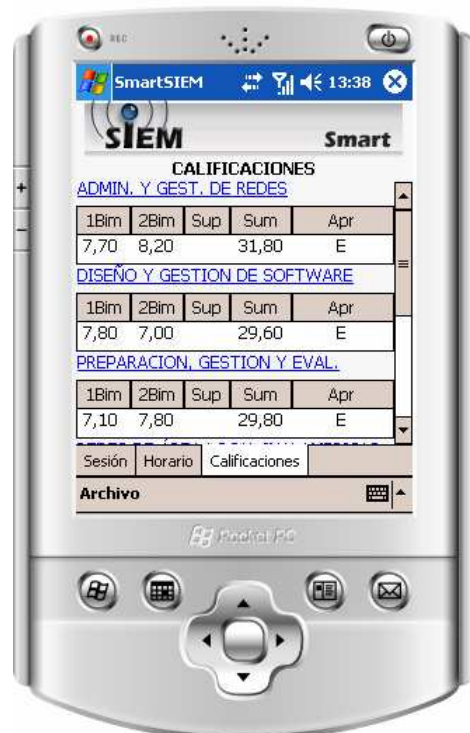 REC
SmartSIEM 13:38
SIEM Smart
CALIFICACIONES
ADMIN. Y GEST. DE REDES
1Bim 2Bim Sup Sum Apr
7,70 8,20 31,80 E
DISEÑO Y GESTION DE SOFTWARE
1Bim 2Bim Sup Sum Apr
7,80 7,00 29,60 E
PREPARACION, GESTION Y EVAL.
1Bim 2Bim Sup Sum Apr
7,10 7,80 29,80 E
Sesión Horario Calificaciones
Archivo
Pocket PC